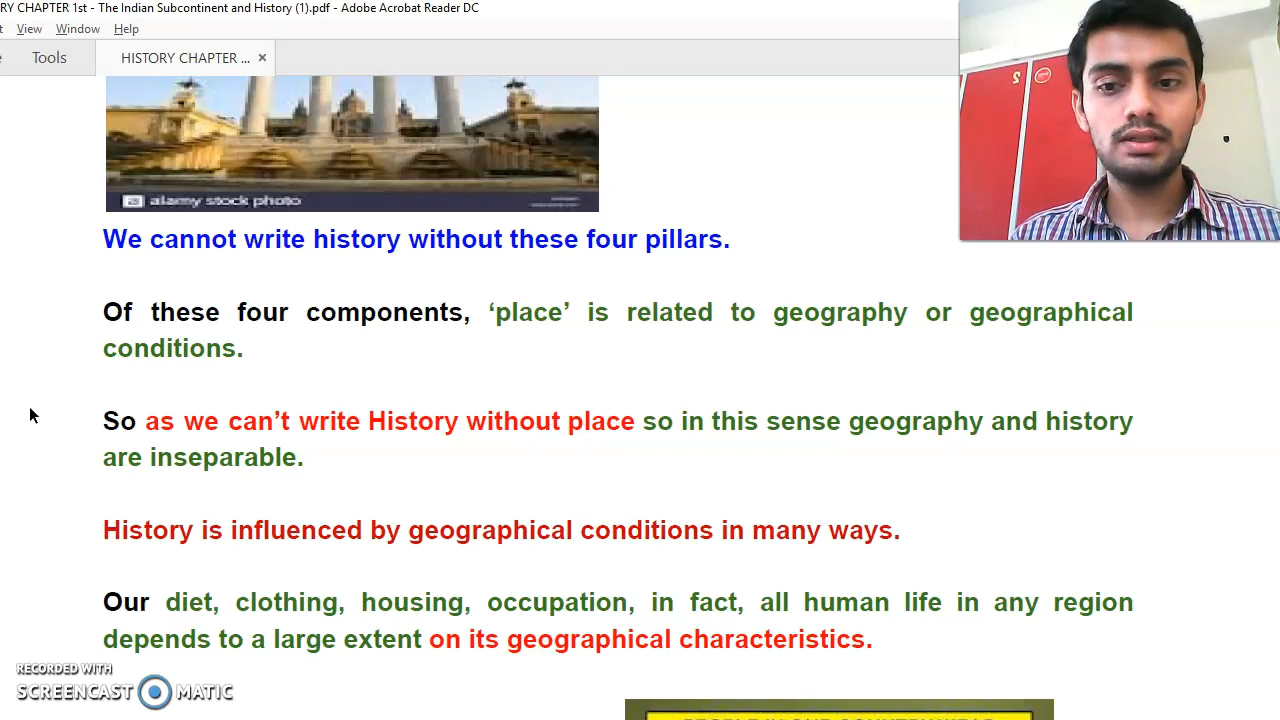 RY CHAPTER 1st - The Indian Subcontinent and History (1).pdf - Adobe Acrobat Reader DC
t View Window Help
e Tools HISTORY CHAPTER ... ×
2
a alamy stock photo
We cannot write history without these four pillars.
Of these four components, ‘place’ is related to geography or geographical
conditions.
So as we can’t write History without place so in this sense geography and history
are inseparable.
History is influenced by geographical conditions in many ways.
Our diet, clothing, housing, occupation, in fact, all human life in any region
depends to a large extent on its geographical characteristics.
RECORDED WITH
SCREENCAST MATIC